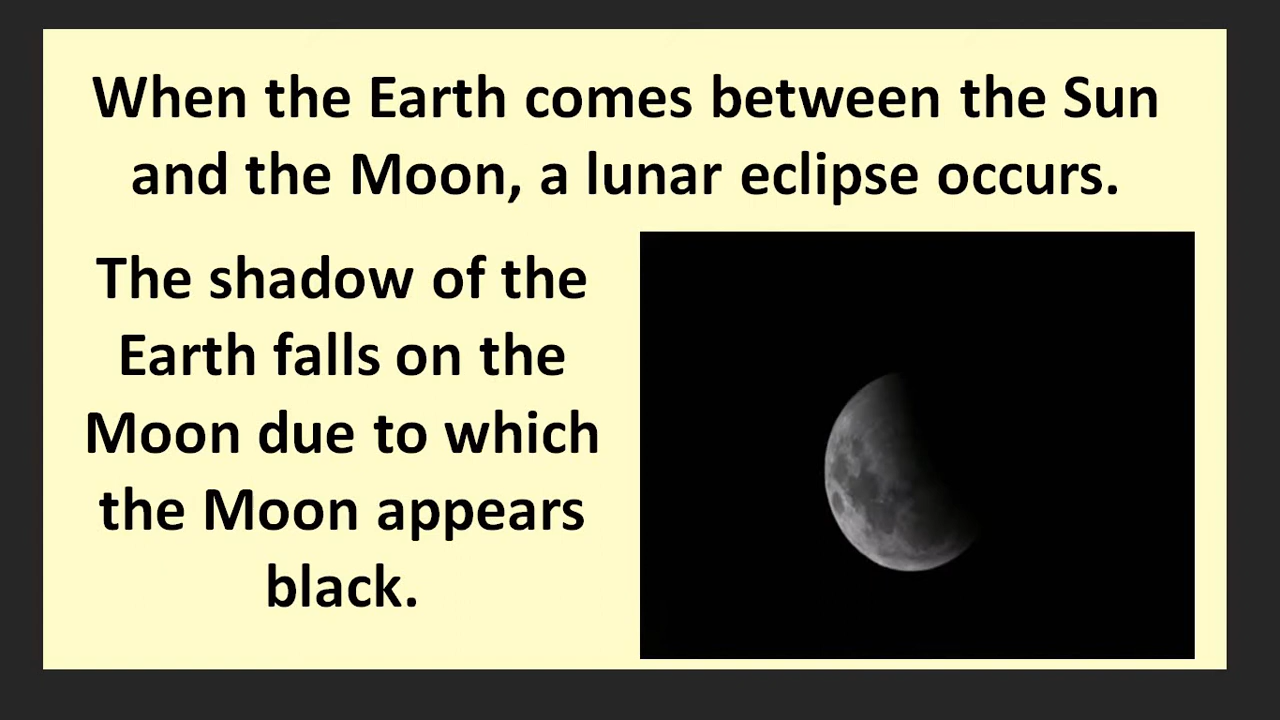 When the Earth comes between the Sun
and the Moon, a lunar eclipse occurs.
The shadow of the
Earth falls on the
Moon due to which
the Moon appears
black.